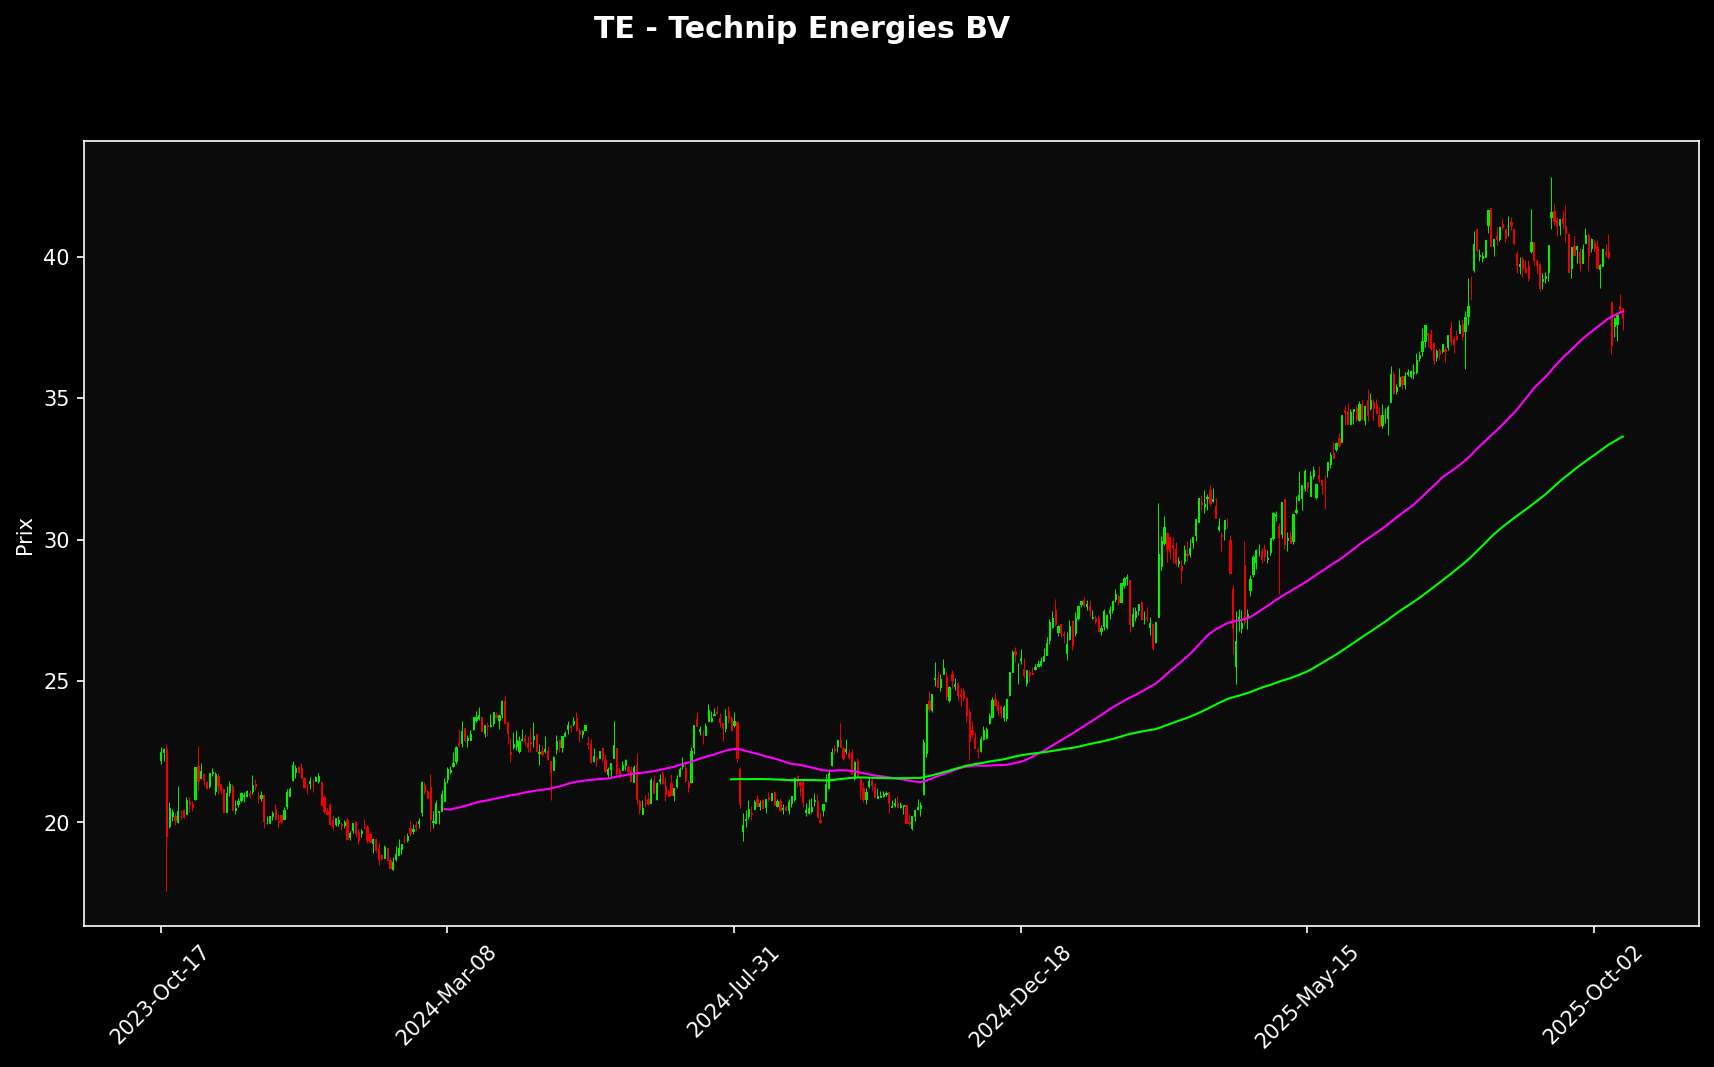 TE - Technip Energies BV
Prix
40
35
30
25
20
2023-Oct-17
2024-Mar-08
2024-Jul-31
2024-Dec-18
2025-May-15
2025-Oct-02